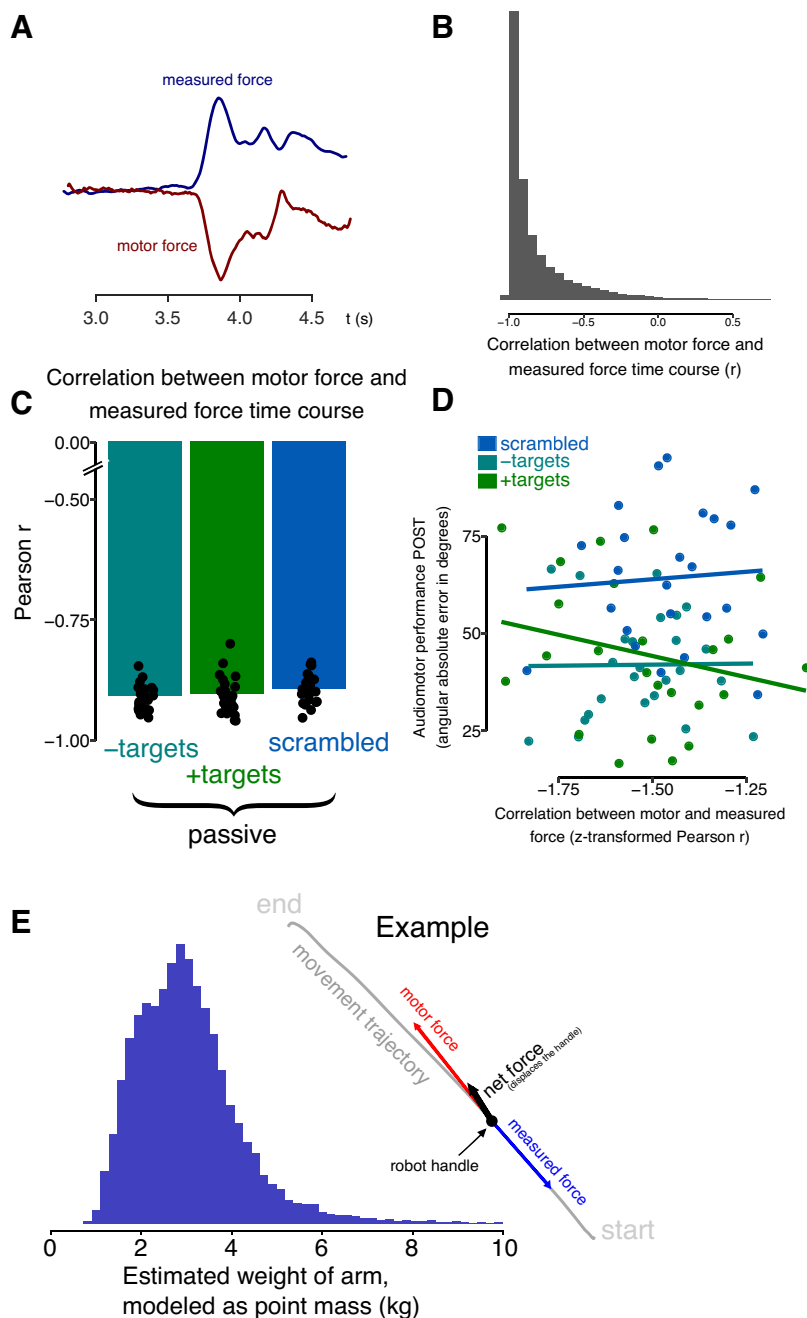 A
measured force
motor force
3.0 3.5 4.0 4.5 t (s)
B
−1.0 −0.5 0.0 0.5
Correlation between motor force and
measured force time course (r)
Correlation between motor force and
measured force time course
C
Pearson r
0.00
−0.50
−0.75
−1.00
−targets
+targets
scrambled
passive
D
scrambled
−targets
+targets
Audiomotor performance POST
(angular absolute error in degrees)
75
50
25
−1.75 −1.50 −1.25
Correlation between motor and measured
force (z-transformed Pearson r)
E
0 2 4 6 8 10
Estimated weight of arm,
modeled as point mass (kg)
Example
end
movement trajectory
motor force
net force
(displaces the handle)
robot handle
measured force
start